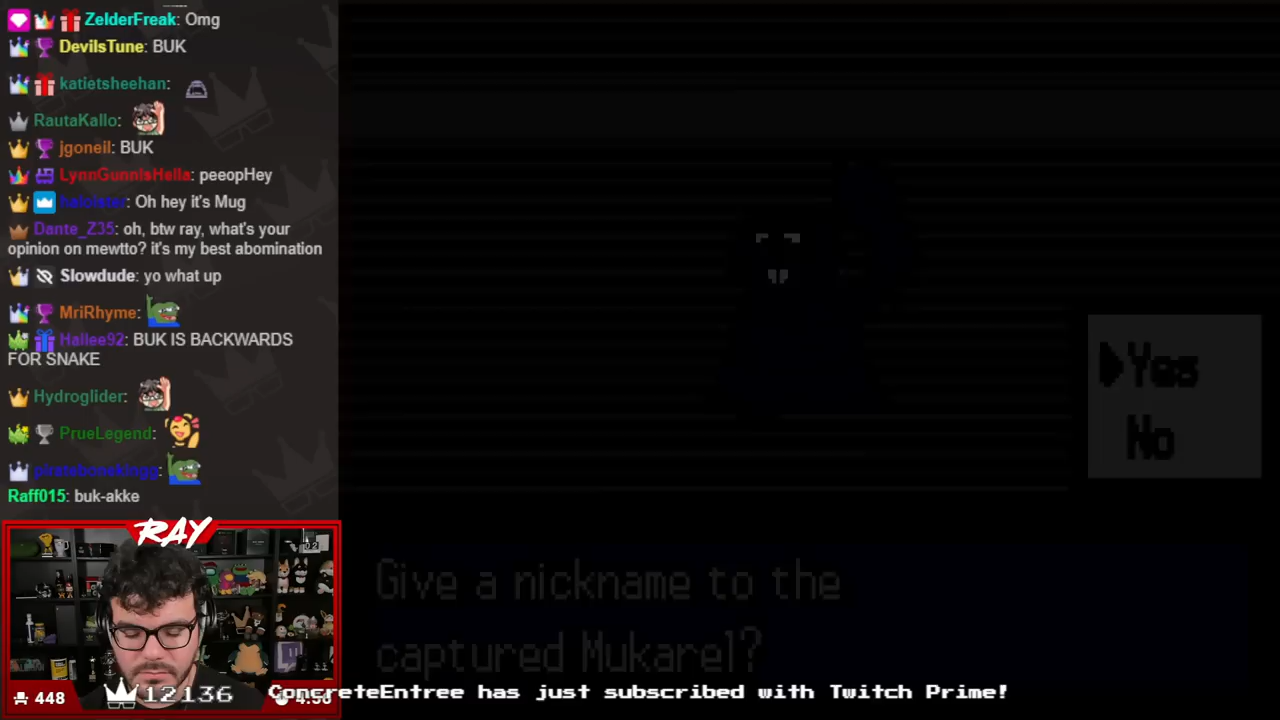 ZelderFreak: Omg
DevilsTune: BUK
katietsheehan:
RautaKallo:
jgoneil: BUK
LynnGunnIsHella: peeopHey
Oh hey it's Mug
Dante_Z35: oh, btw ray, what's your
opinion on mewtto? it's my best abomination
Slowdude: yo what up
MriRhyme:
Hallee92: BUK IS BACKWARDS
FOR SNAKE
Hydroglider:
PrueLegend:
piratebonekingg:
Raff015: buk-akke
Yes
No
RAY
Give a nickname to the
captured Mukarel?
448
12136
ConcreteEntree has just subscribed with Twitch Prime!